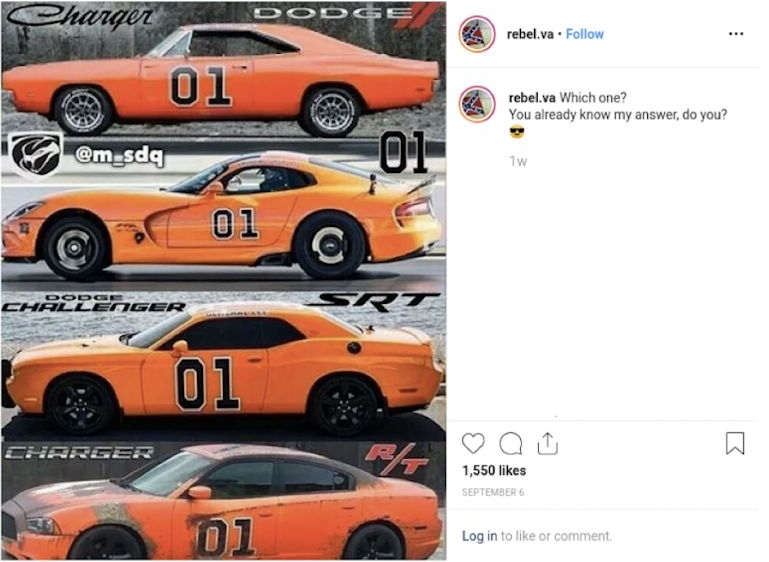 Charger
DODGE
01
@m_sdq
01
01
DODGE
CHALLENGER
SRT
GENERAL LEE
01
CHARGER
R/T
01
rebel.va • Follow
rebel.va Which one?
You already know my answer, do you?
1w
1,550 likes
SEPTEMBER 6
Log in to like or comment.